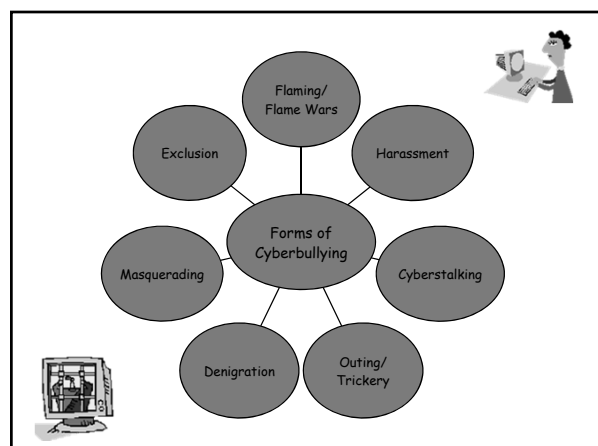 Flaming/
Flame Wars
Exclusion
Harassment
Forms of
Cyberbullying
Masquerading
Cyberstalking
Denigration
Outing/
Trickery